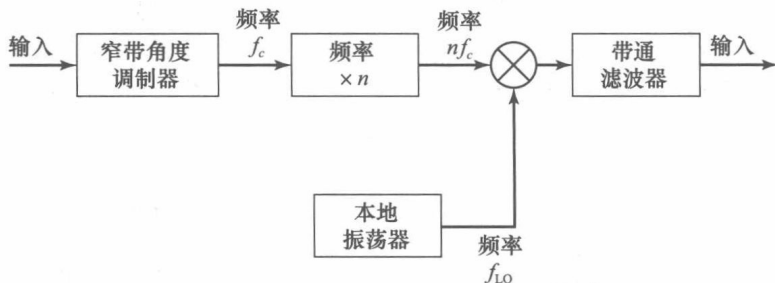 输入
窄带角度
调制器
频率
f_c
频率
× n
频率
nf_c
带通
滤波器
输入
本地
振荡器
频率
f_LO